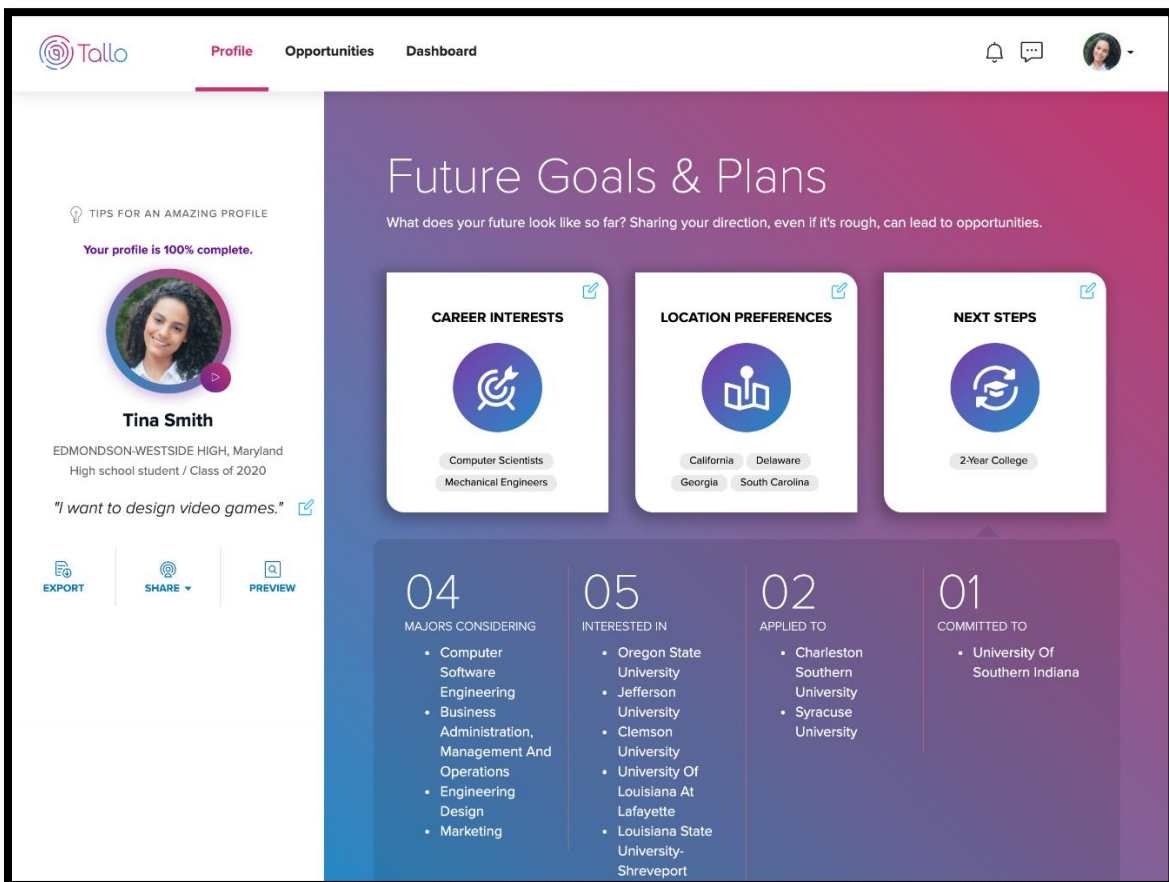 Tallo
Profile
Opportunities
Dashboard
TIPS FOR AN AMAZING PROFILE
Your profile is 100% complete.
Tina Smith
EDMONDSON-WESTSIDE HIGH, Maryland
High school student / Class of 2020
"I want to design video games."
EXPORT
SHARE
PREVIEW
Future Goals & Plans
What does your future look like so far? Sharing your direction, even if it's rough, can lead to opportunities.
CAREER INTERESTS
Computer Scientists
Mechanical Engineers
LOCATION PREFERENCES
California Delaware
Georgia South Carolina
NEXT STEPS
2-Year College
04
MAJORS CONSIDERING
• Computer
Software
Engineering
• Business
Administration,
Management And
Operations
• Engineering
Design
• Marketing
05
INTERESTED IN
• Oregon State
University
• Jefferson
University
• Clemson
University
• University Of
Louisiana At
Lafayette
• Louisiana State
University-
Shreveport
02
APPLIED TO
• Charleston
Southern
University
• Syracuse
University
01
COMMITTED TO
• University Of
Southern Indiana